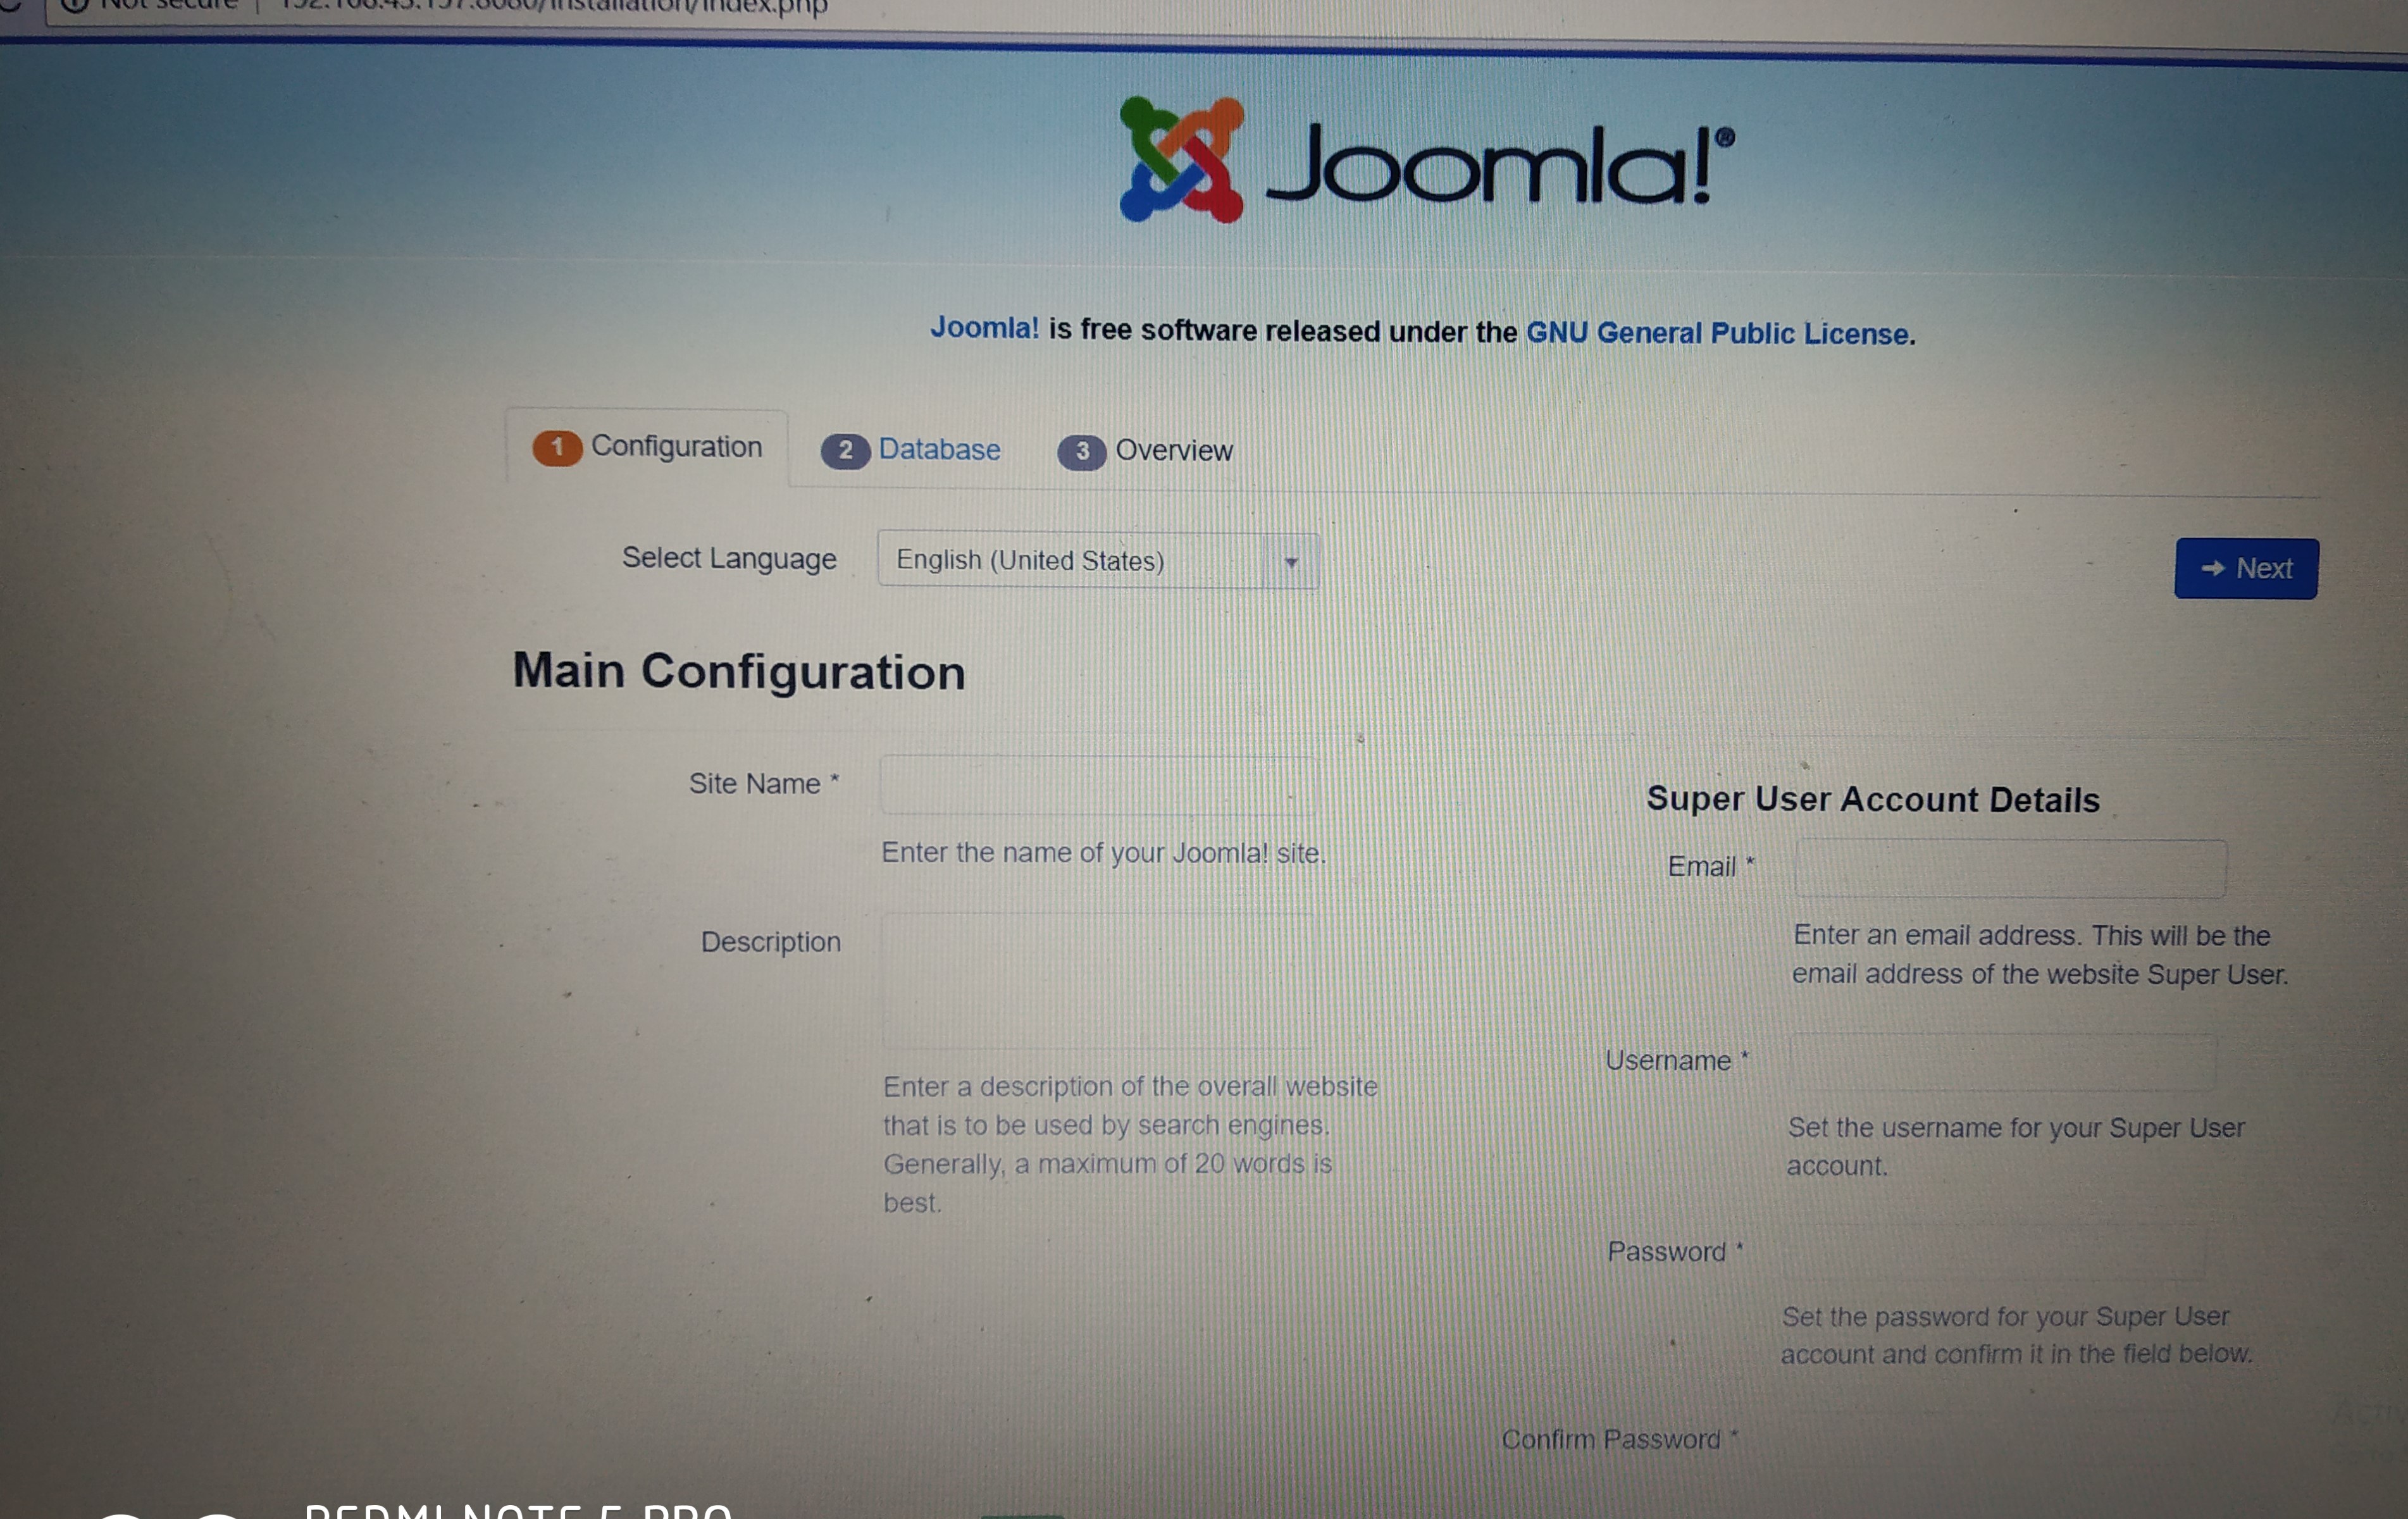 Not secure | 192.168.43.197:8080/installation/index.php
Joomla!®
Joomla! is free software released under the GNU General Public License.
1 Configuration 2 Database 3 Overview
Select Language English (United States)
→ Next
Main Configuration
Site Name *
Enter the name of your Joomla! site.
Description
Enter a description of the overall website
that is to be used by search engines.
Generally, a maximum of 20 words is
best.
Super User Account Details
Email *
Enter an email address. This will be the
email address of the website Super User.
Username *
Set the username for your Super User
account.
Password *
Set the password for your Super User
account and confirm it in the field below.
Confirm Password *
REDMI NOTE 5 PRO